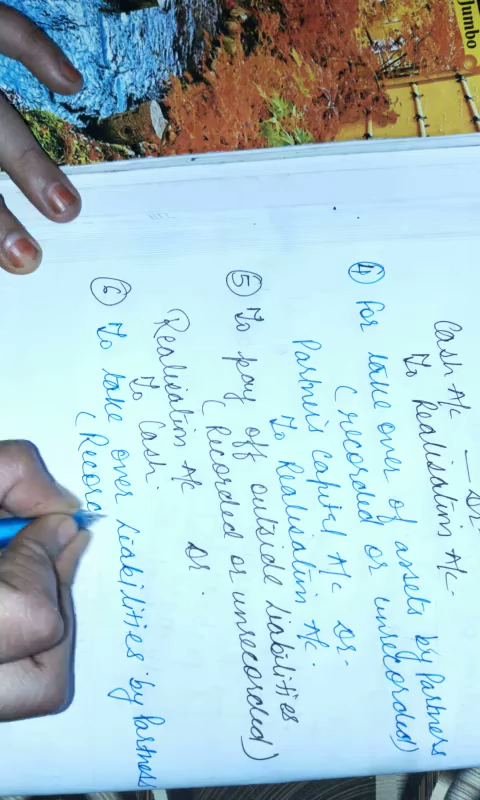 Jumbo
Cash A/c — Dr.
To Realisation A/c.
④ For take over of assets by Partners
(recorded or unrecorded)
Partner's Capital A/c Dr.
To Realisation A/c.
⑤ To pay off outside liabilities
(Recorded or unrecorded)
Realisation A/c Dr.
To Cash
⑥ To take over liabilities by Partners
(Record